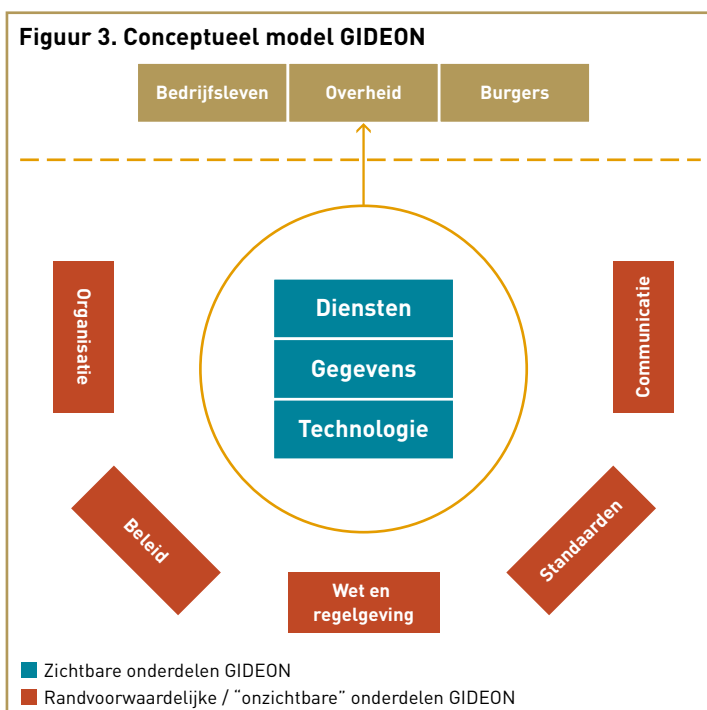 Figuur 3. Conceptueel model GIDEON
Bedrijfsleven
Overheid
Burgers
Diensten
Gegevens
Technologie
Organisatie
Communicatie
Beleid
Standaarden
Wet en
regelgeving
Zichtbare onderdelen GIDEON
Randvoorwaardelijke / “onzichtbare” onderdelen GIDEON